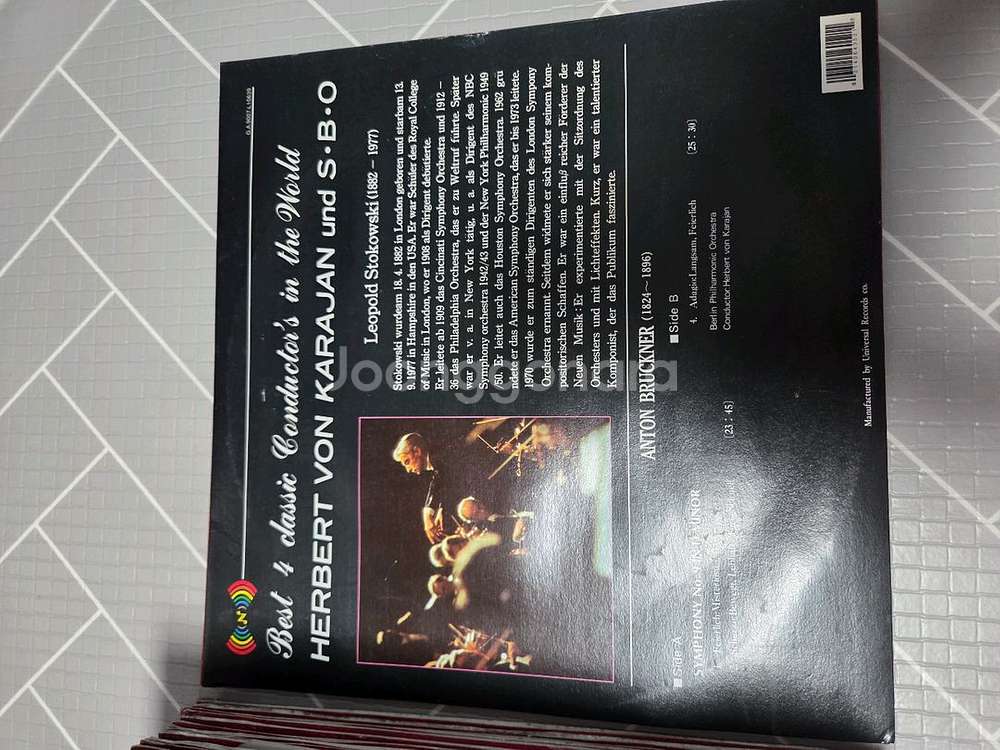 Best 4 classic Conductor's in the World
HERBERT VON KARAJAN und S·B·O
Leopold Stokowski (1882 – 1977)
Stokowski wurdeam 18. 4. 1882 in London geboren und starbam 13.
9. 1977 in Hampshire in den USA. Er war Schüler des Royal College
of Music in London, wo er 1908 als Dirigent debütierte.
Er leitete ab 1909 das Cincinati Symphony Orchestra und 1912 –
36 das Philadelphia Orchestra, das er zu Weltruf führte. Später
war er v. a. in New York tätig, u. a. als Dirigent des NBC
Symphony orchestra 1942/43 und der New York Philharmonic 1949
/50. Er leitet auch das Houston Symphony Orchestra. 1962 grü
ndete er das American Symphony Orchestra, das er bis 1973 leitete.
1970 wurde er zum ständigen Dirigenten des London Sympony
Orchestra ernannt. Seitdem widmete er sich stärker seinem kom-
positorischen Schaffen. Er war ein einfluß reicher Förderer der
Neuen Musik: Er experimentierte mit der Sitzordnung des
Orchesters und mit Lichteffekten. Kurz, er war ein talentierter
Komponist, der das Publikum faszinierte.
ANTON BRUCKNER (1824~1896)
■ Side
SYMPHONY No.
[23 : 45]
■ Side B
4. Adagio:Langsam, Feierlich [25 : 30]
Berlin Philharmonic Orchestra
Conductor:Herbert von Karajan
Manufactured by Universal Records co.
Joonggonara